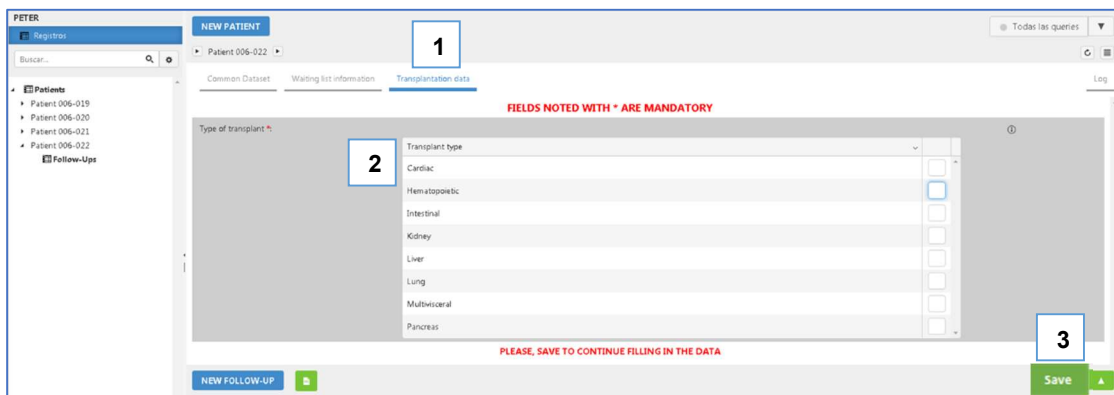 PETER
Registros
Buscar...
Patients
Patient 006-019
Patient 006-020
Patient 006-021
Patient 006-022
Follow-Ups
NEW PATIENT
Todas las queries
Patient 006-022
1
Common Dataset Waiting list information Transplantation data Log
FIELDS NOTED WITH * ARE MANDATORY
Type of transplant *:
2
Transplant type
Cardiac
Hematopoietic
Intestinal
Kidney
Liver
Lung
Multivisceral
Pancreas
PLEASE, SAVE TO CONTINUE FILLING IN THE DATA
3
NEW FOLLOW-UP
Save